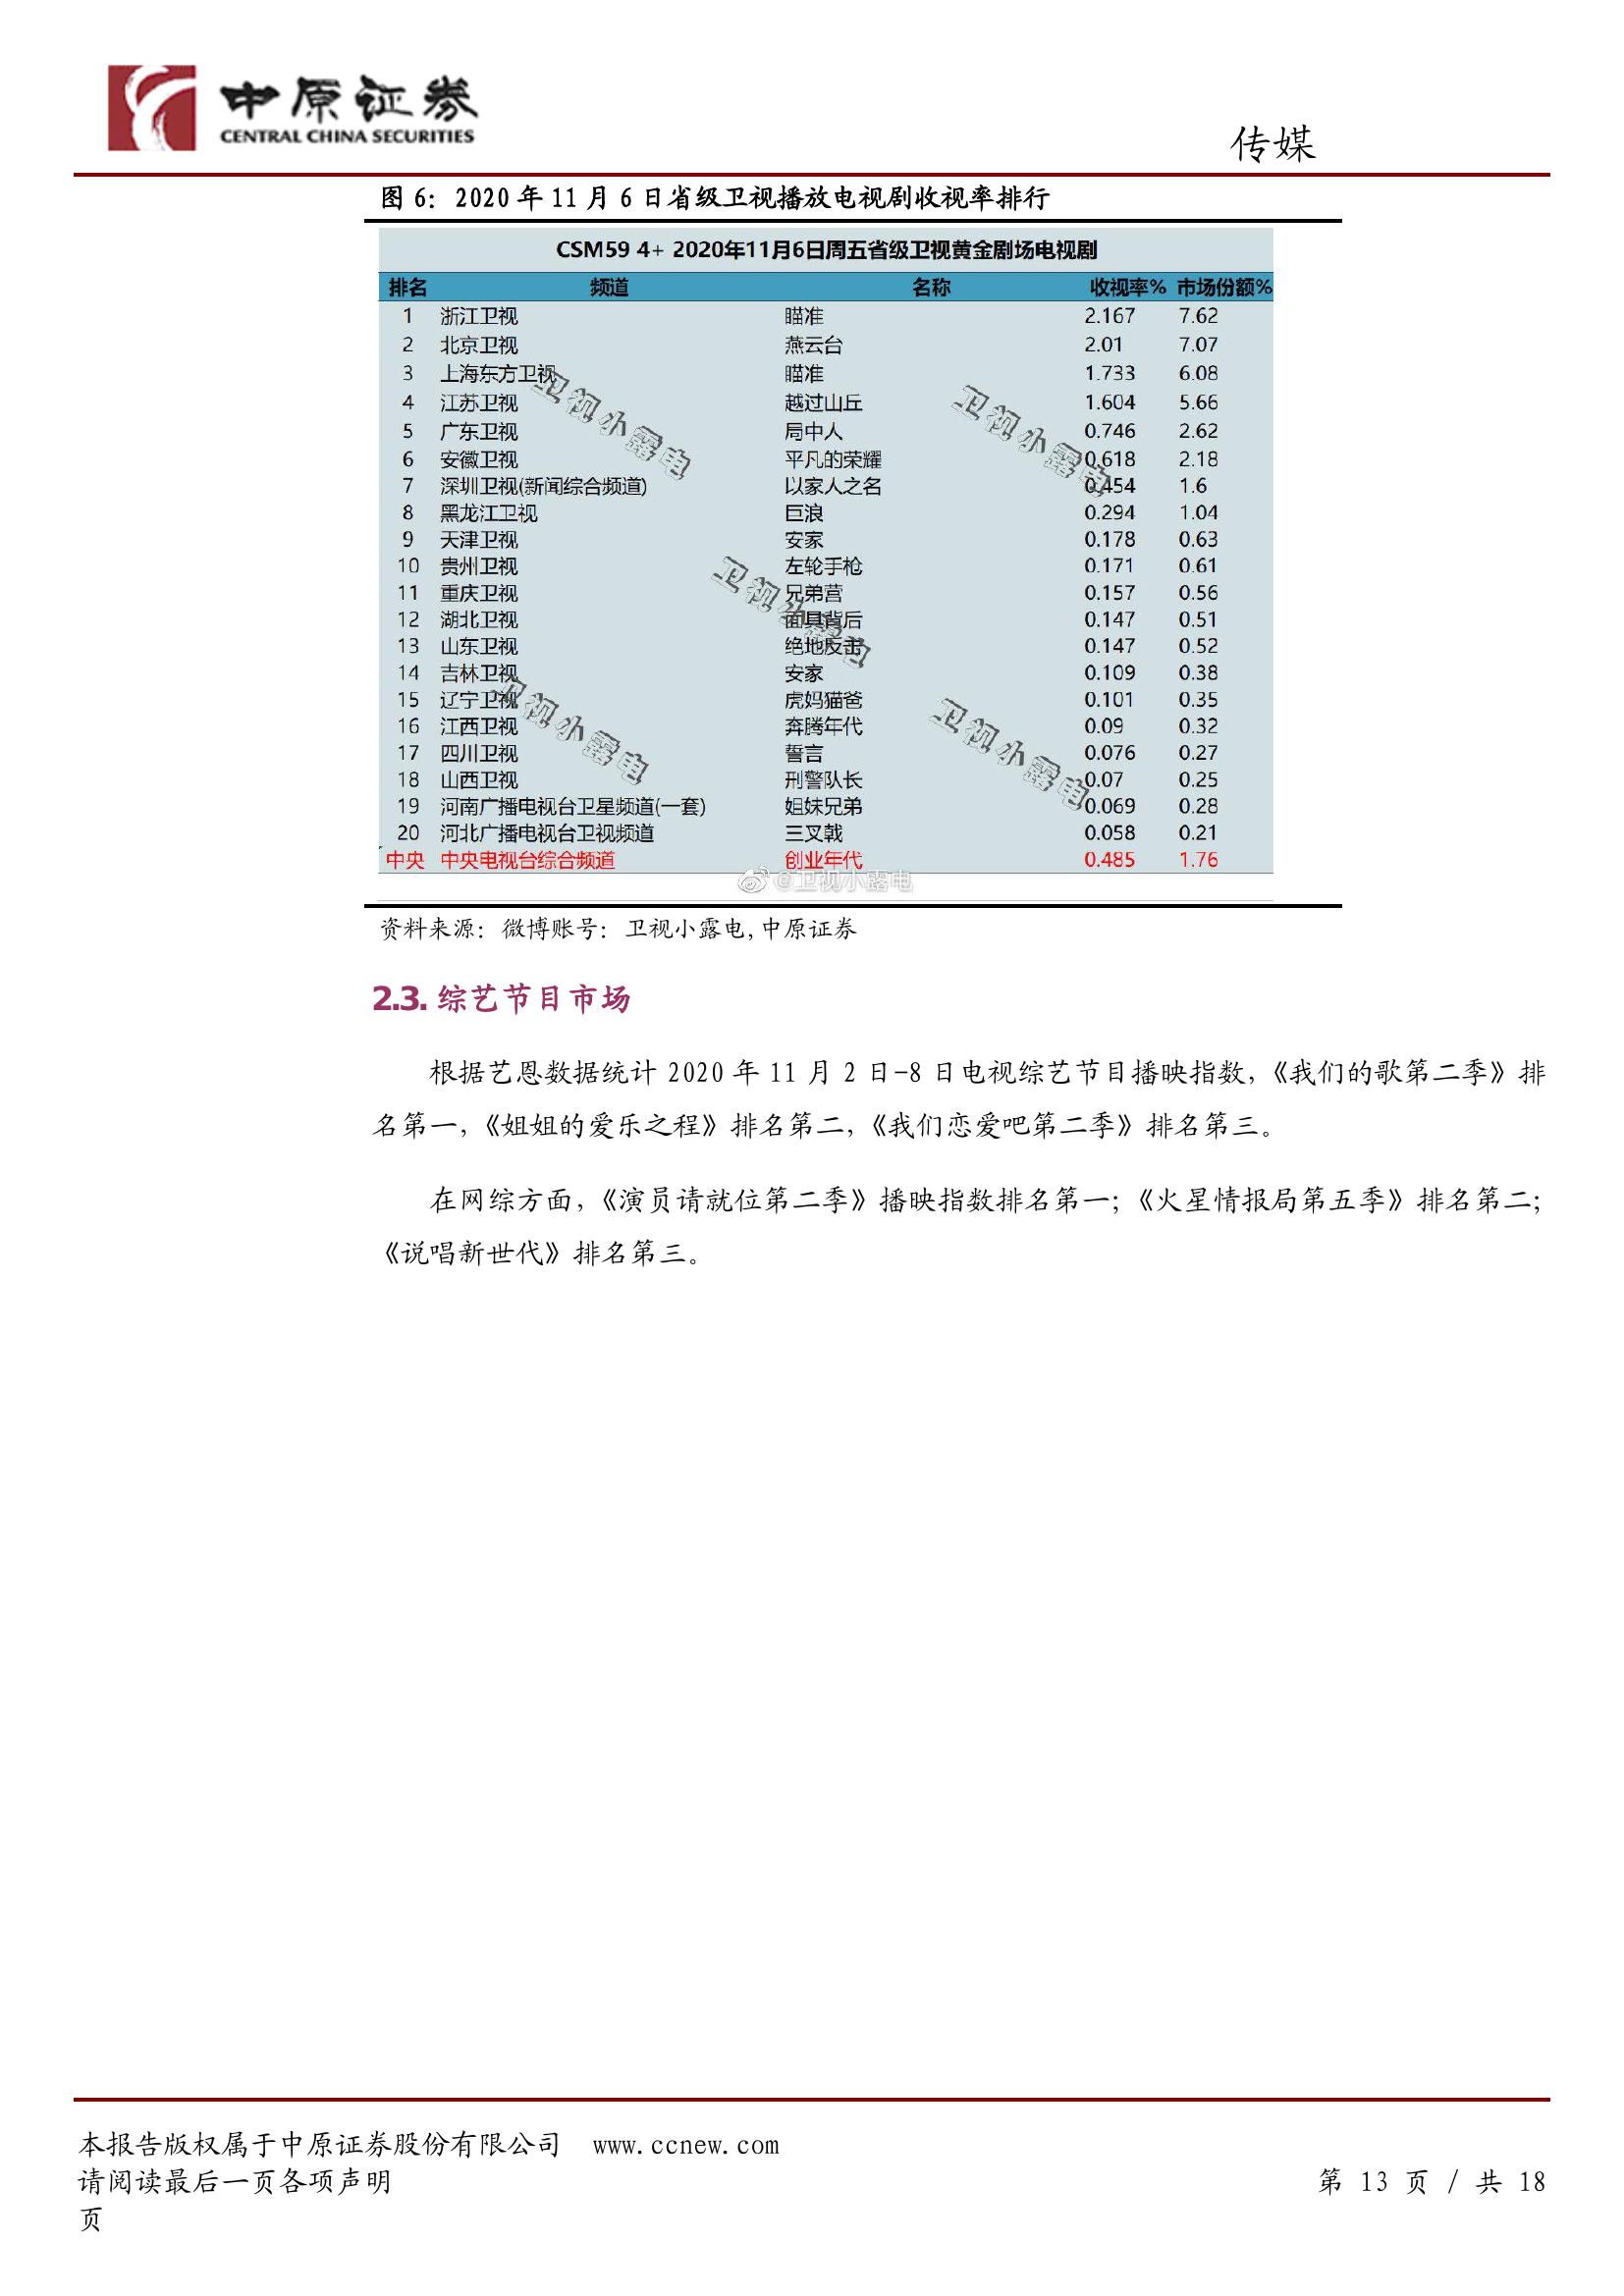 中原证券
CENTRAL CHINA SECURITIES
传媒
图 6：2020 年 11 月 6 日省级卫视播放电视剧收视率排行
CSM59 4+ 2020年11月6日周五省级卫视黄金剧场电视剧
排名 频道 名称 收视率% 市场份额%
1 浙江卫视 瞄准 2.167 7.62
2 北京卫视 燕云台 2.01 7.07
3 上海东方卫视 瞄准 1.733 6.08
4 江苏卫视 越过山丘 1.604 5.66
5 广东卫视 局中人 0.746 2.62
6 安徽卫视 平凡的荣耀 0.618 2.18
7 深圳卫视(新闻综合频道) 以家人之名 0.454 1.6
8 黑龙江卫视 巨浪 0.294 1.04
9 天津卫视 安家 0.178 0.63
10 贵州卫视 左轮手枪 0.171 0.61
11 重庆卫视 兄弟营 0.157 0.56
12 湖北卫视 面具背后 0.147 0.51
13 山东卫视 绝地反击 0.147 0.52
14 吉林卫视 安家 0.109 0.38
15 辽宁卫视 虎妈猫爸 0.101 0.35
16 江西卫视 奔腾年代 0.09 0.32
17 四川卫视 誓言 0.076 0.27
18 山西卫视 刑警队长 0.07 0.25
19 河南广播电视台卫星频道(一套) 姐妹兄弟 0.069 0.28
20 河北广播电视台卫视频道 三叉戟 0.058 0.21
中央 中央电视台综合频道 创业年代 0.485 1.76
卫视小露电
卫视小露电
卫视小露电
卫视小露电
卫视小露电
@卫视小露电
资料来源：微博账号：卫视小露电,中原证券
2.3. 综艺节目市场
根据艺恩数据统计 2020 年 11 月 2 日-8 日电视综艺节目播映指数，《我们的歌第二季》排
名第一，《姐姐的爱乐之程》排名第二，《我们恋爱吧第二季》排名第三。
在网综方面，《演员请就位第二季》播映指数排名第一；《火星情报局第五季》排名第二；
《说唱新世代》排名第三。
本报告版权属于中原证券股份有限公司 www.ccnew.com
请阅读最后一页各项声明 第 13 页 / 共 18
页